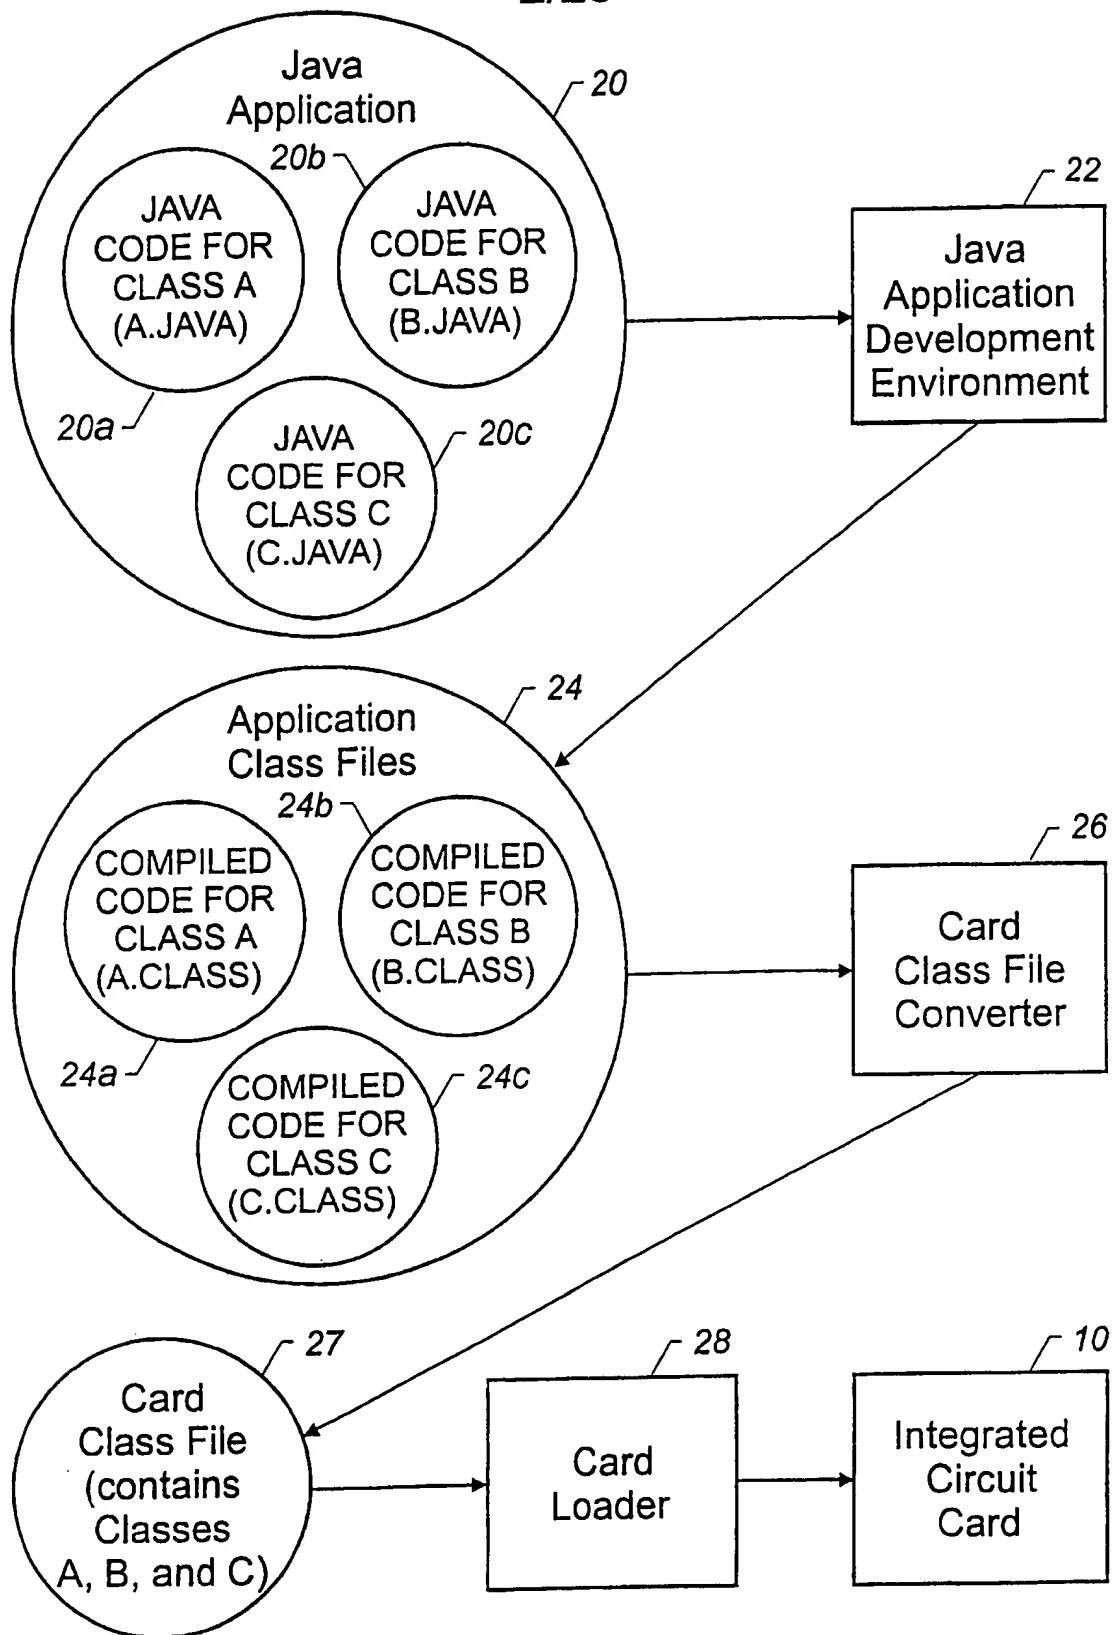 Java
Application
20
20b
JAVA
CODE FOR
CLASS A
(A.JAVA)
JAVA
CODE FOR
CLASS B
(B.JAVA)
20a
JAVA
CODE FOR
CLASS C
(C.JAVA)
20c
22
Java
Application
Development
Environment
24
Application
Class Files
24b
COMPILED
CODE FOR
CLASS A
(A.CLASS)
COMPILED
CODE FOR
CLASS B
(B.CLASS)
24a
COMPILED
CODE FOR
CLASS C
(C.CLASS)
24c
26
Card
Class File
Converter
27
Card
Class File
(contains
Classes
A, B, and C)
28
Card
Loader
10
Integrated
Circuit
Card